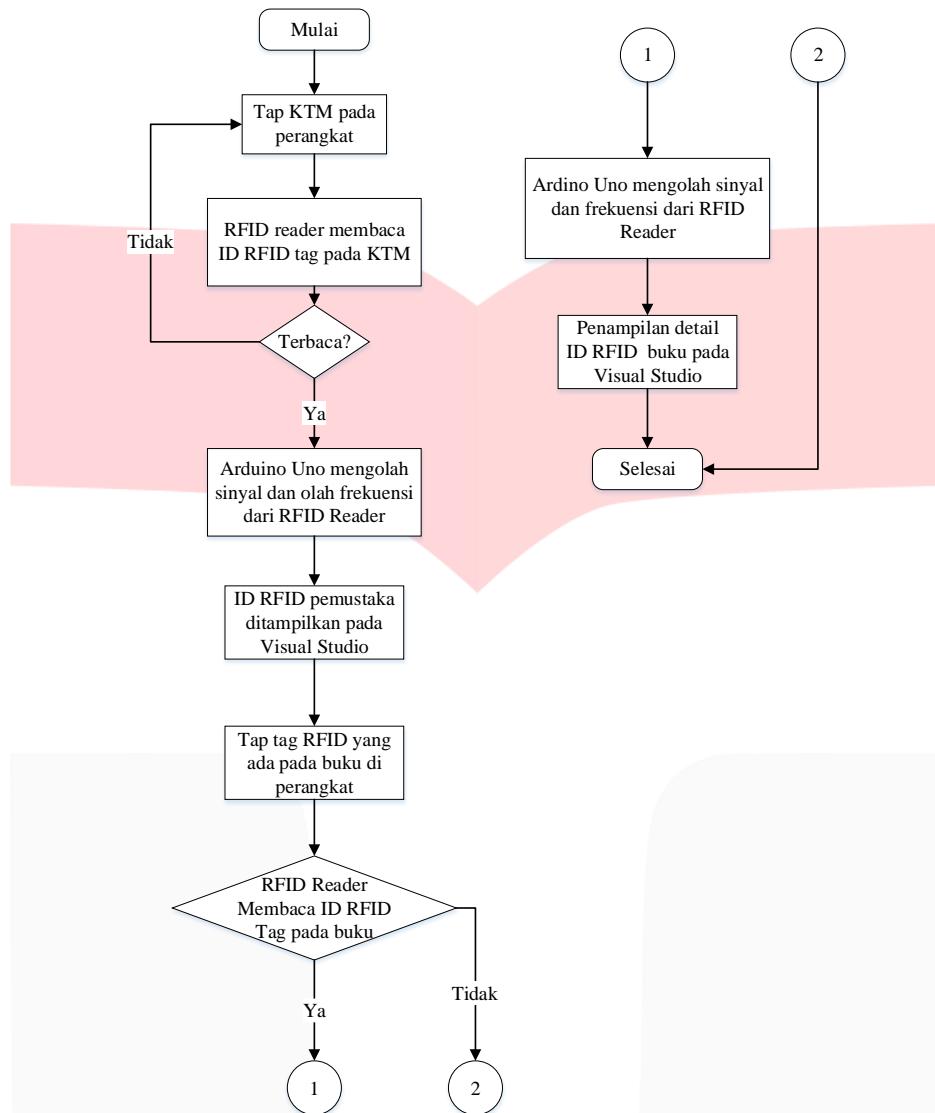 Mulai
Tap KTM pada
perangkat
RFID reader membaca
ID RFID tag pada KTM
Tidak
Terbaca?
Ya
Arduino Uno mengolah
sinyal dan olah frekuensi
dari RFID Reader
ID RFID pemustaka
ditampilkan pada
Visual Studio
Tap tag RFID yang
ada pada buku di
perangkat
RFID Reader
Membaca ID RFID
Tag pada buku
Ya
Tidak
1
2
1
2
Ardino Uno mengolah sinyal
dan frekuensi dari RFID
Reader
Penampilan detail
ID RFID  buku pada
Visual Studio
Selesai